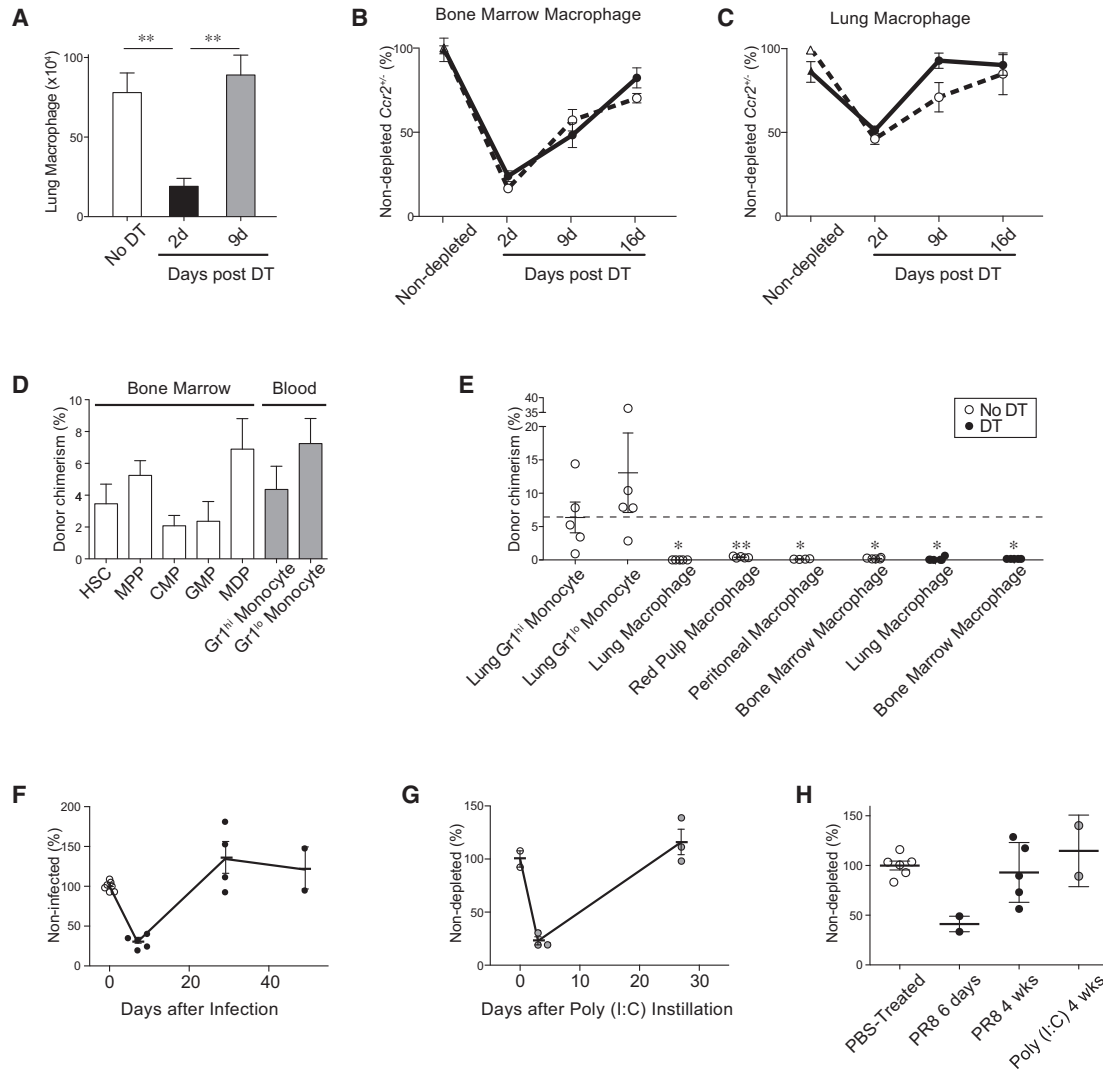 A
Lung Macrophage (x10⁴)
100
50
0
**
**
No DT
2d
9d
Days post DT
B
Bone Marrow Macrophage
Non-depleted Ccr2+/- (%)
100
50
0
Non-depleted
2d
9d
16d
Days post DT
C
Lung Macrophage
Non-depleted Ccr2+/- (%)
100
50
0
Non-depleted
2d
9d
16d
Days post DT
D
Bone Marrow
Blood
Donor chimerism (%)
10
8
6
4
2
0
HSC
MPP
CMP
GMP
MDP
Gr1hi Monocyte
Gr1lo Monocyte
E
Donor chimerism (%)
40
35
20
15
10
5
0
No DT
DT
*
**
*
*
*
*
Lung Gr1hi Monocyte
Lung Gr1lo Monocyte
Lung Macrophage
Red Pulp Macrophage
Peritoneal Macrophage
Bone Marrow Macrophage
Lung Macrophage
Bone Marrow Macrophage
F
Non-infected (%)
200
150
100
50
0
0
20
40
Days after Infection
G
Non-depleted (%)
150
100
50
0
0
10
20
30
Days after Poly (I:C) Instillation
H
Non-depleted (%)
150
100
50
0
PBS-Treated
PR8 6 days
PR8 4 wks
Poly (I:C) 4 wks